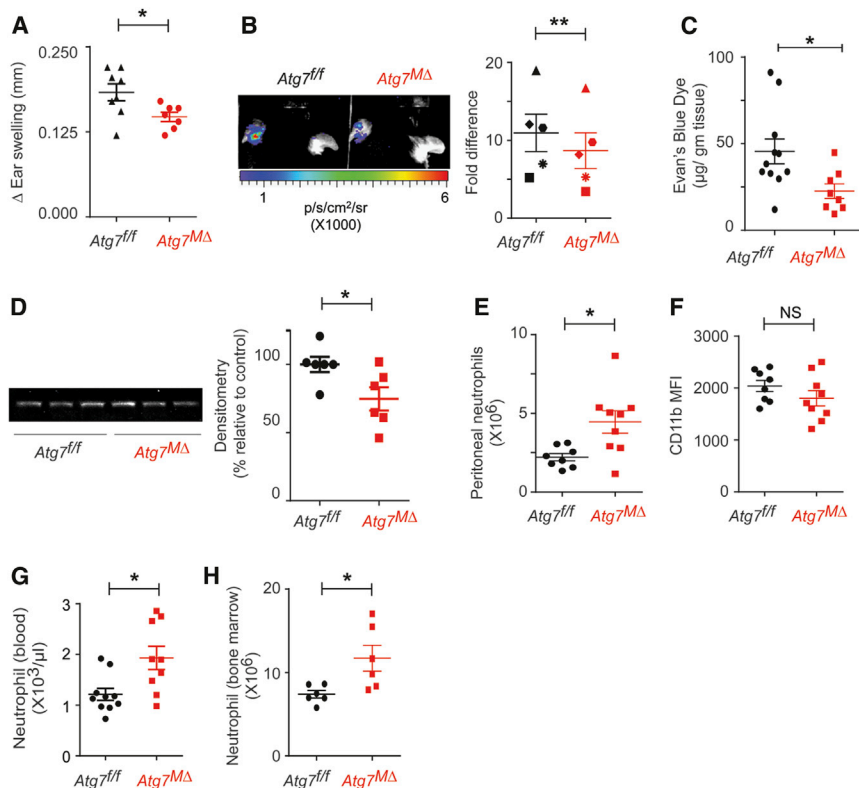 A
*
Δ Ear swelling (mm)
0.250
0.125
0.000
Atg7f/f
Atg7MΔ
B
Atg7f/f
Atg7MΔ
1
6
p/s/cm²/sr
(X1000)
**
Fold difference
20
10
0
Atg7f/f
Atg7MΔ
C
*
Evan's Blue Dye
(µg/ gm tissue)
100
50
0
Atg7f/f
Atg7MΔ
D
Atg7f/f
Atg7MΔ
*
Densitometry
(% relative to control)
100
50
0
Atg7f/f
Atg7MΔ
E
*
Peritoneal neutrophils
(X10⁶)
10
5
0
Atg7f/f
Atg7MΔ
F
NS
CD11b MFI
3000
2000
1000
0
Atg7f/f
Atg7MΔ
G
*
Neutrophil (blood)
(X10³/µl)
3
2
1
0
Atg7f/f
Atg7MΔ
H
*
Neutrophil (bone marrow)
(X10⁶)
20
10
0
Atg7f/f
Atg7MΔ